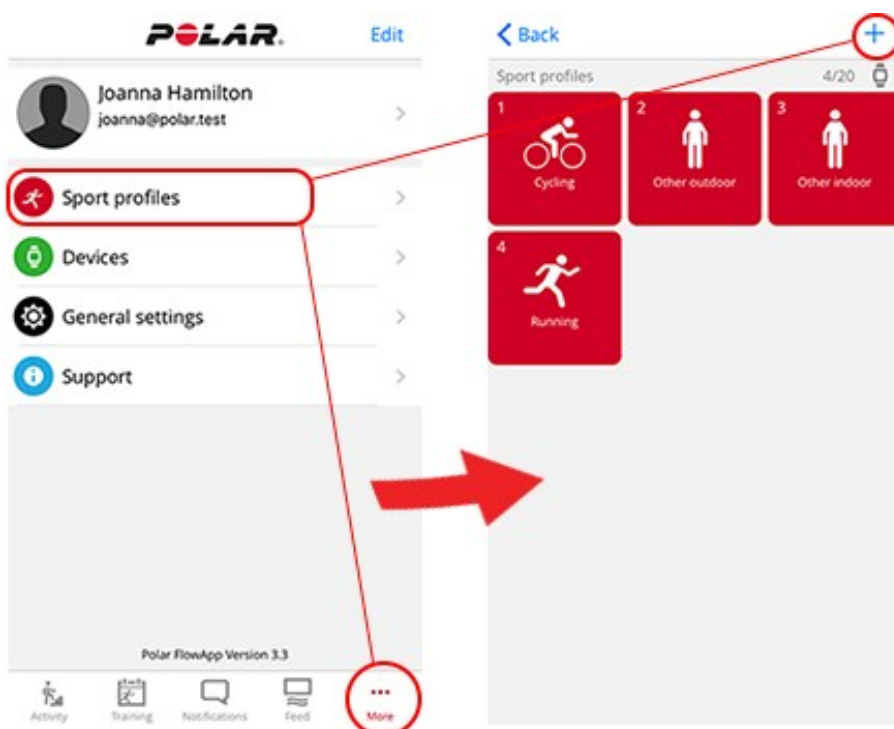 POLAR.
Edit
Joanna Hamilton
joanna@polar.test
Sport profiles
Devices
General settings
Support
Polar FlowApp Version 3.3
Activity
Training
Notifications
Feed
More
Back
+
Sport profiles
4/20
1
Cycling
2
Other outdoor
3
Other indoor
4
Running